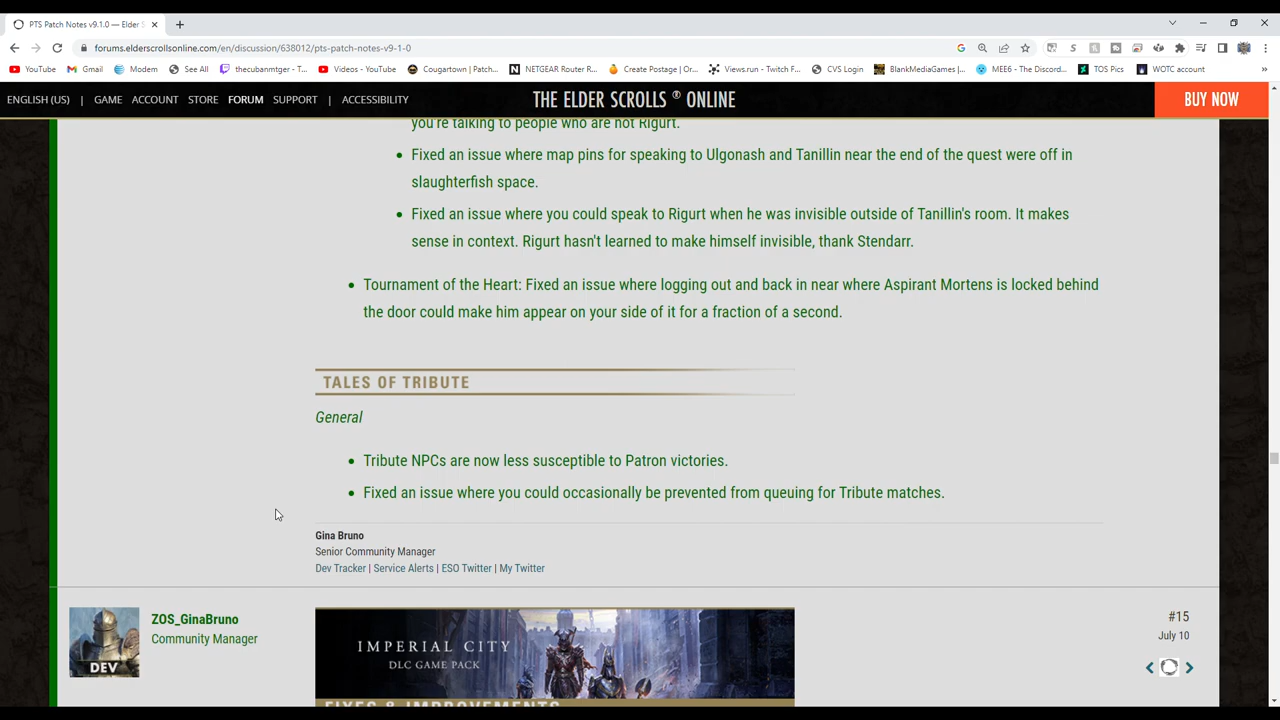 PTS Patch Notes v9.1.0 — Elder S
forums.elderscrollsonline.com/en/discussion/638012/pts-patch-notes-v9-1-0
YouTube Gmail Modem See All thecubanmtger - T... Videos - YouTube Cougartown | Patch... NETGEAR Router R... Create Postage | Or... Views.run - Twitch F... CVS Login BlankMediaGames |... MEE6 - The Discord... TOS Pics WOTC account »
ENGLISH (US) | GAME ACCOUNT STORE FORUM SUPPORT | ACCESSIBILITY THE ELDER SCROLLS ® ONLINE BUY NOW
you're talking to people who are not Rigurt.
• Fixed an issue where map pins for speaking to Ulgonash and Tanillin near the end of the quest were off in
slaughterfish space.
• Fixed an issue where you could speak to Rigurt when he was invisible outside of Tanillin's room. It makes
sense in context. Rigurt hasn't learned to make himself invisible, thank Stendarr.
• Tournament of the Heart: Fixed an issue where logging out and back in near where Aspirant Mortens is locked behind
the door could make him appear on your side of it for a fraction of a second.
TALES OF TRIBUTE
General
• Tribute NPCs are now less susceptible to Patron victories.
• Fixed an issue where you could occasionally be prevented from queuing for Tribute matches.
Gina Bruno
Senior Community Manager
Dev Tracker | Service Alerts | ESO Twitter | My Twitter
ZOS_GinaBruno
Community Manager
DEV
IMPERIAL CITY
DLC GAME PACK
FIXES & IMPROVEMENTS
#15
July 10